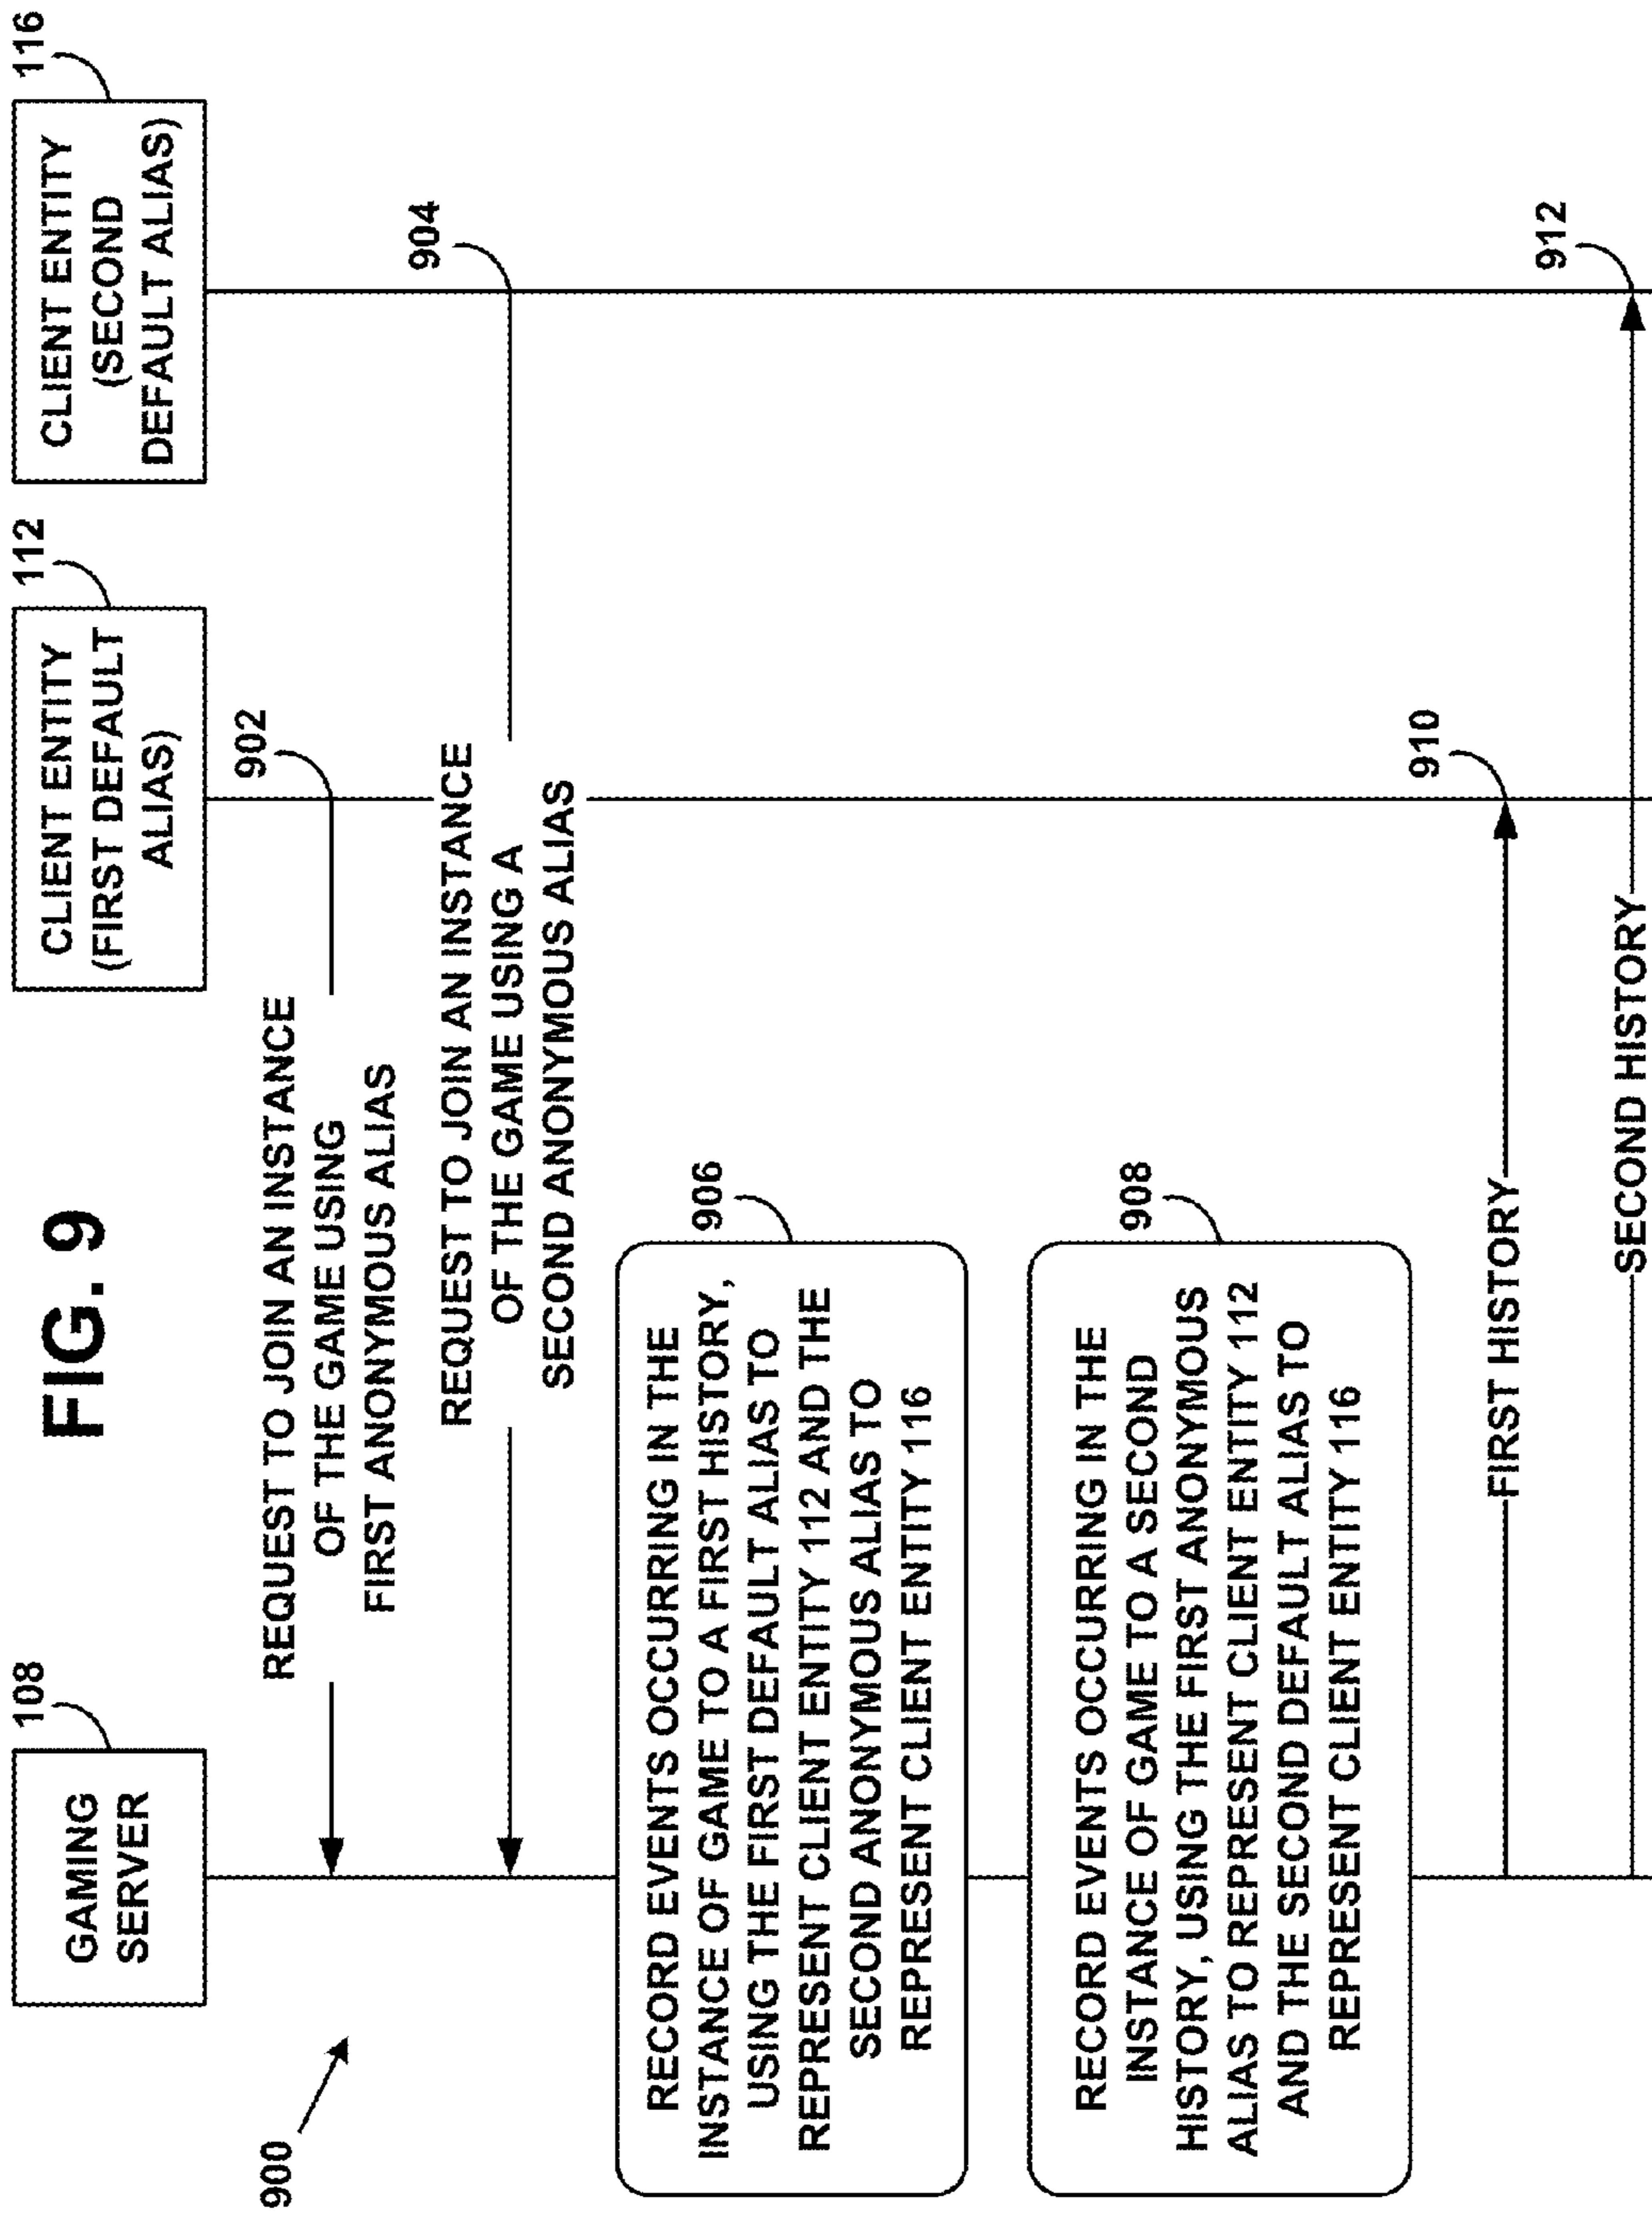 FIG. 9
108
GAMING
SERVER
112
CLIENT ENTITY
(FIRST DEFAULT
ALIAS)
116
CLIENT ENTITY
(SECOND
DEFAULT ALIAS)
900
902
REQUEST TO JOIN AN INSTANCE
OF THE GAME USING
FIRST ANONYMOUS ALIAS
904
REQUEST TO JOIN AN INSTANCE
OF THE GAME USING A
SECOND ANONYMOUS ALIAS
906
RECORD EVENTS OCCURRING IN THE
INSTANCE OF GAME TO A FIRST HISTORY,
USING THE FIRST DEFAULT ALIAS TO
REPRESENT CLIENT ENTITY 112 AND THE
SECOND ANONYMOUS ALIAS TO
REPRESENT CLIENT ENTITY 116
908
RECORD EVENTS OCCURRING IN THE
INSTANCE OF GAME TO A SECOND
HISTORY, USING THE FIRST ANONYMOUS
ALIAS TO REPRESENT CLIENT ENTITY 112
AND THE SECOND DEFAULT ALIAS TO
REPRESENT CLIENT ENTITY 116
910
FIRST HISTORY
912
SECOND HISTORY